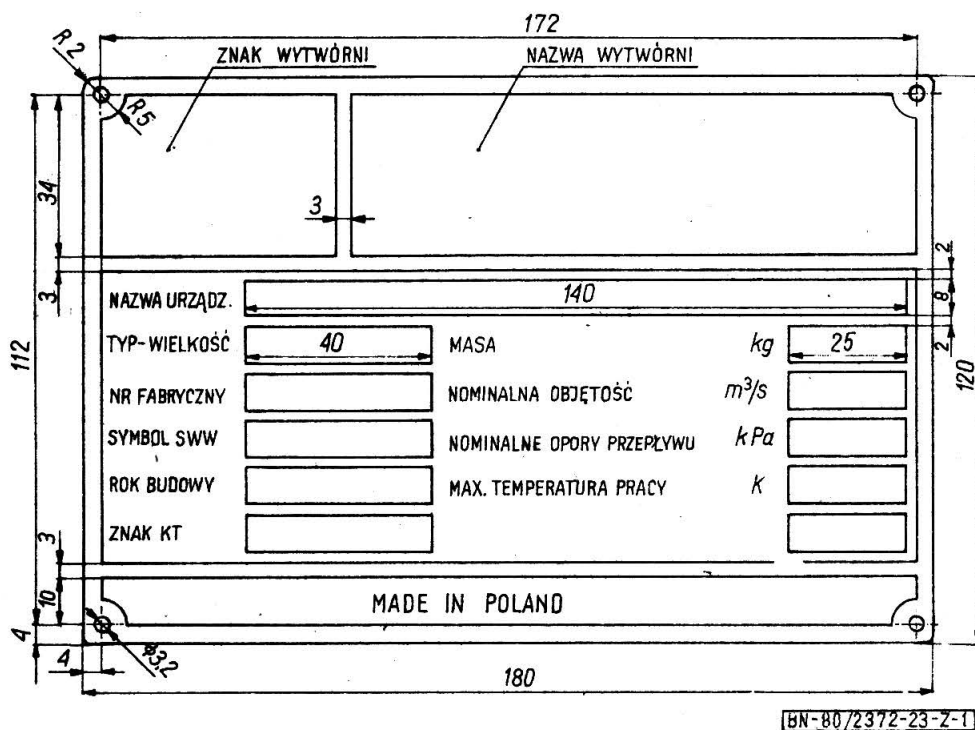 172
ZNAK WYTWÓRNI
NAZWA WYTWÓRNI
R2
R5
34
3
3
2
NAZWA URZĄDZ.
140
8
TYP-WIELKOŚĆ
40
MASA
kg
25
2
112
120
NR FABRYCZNY
NOMINALNA OBJĘTOŚĆ
m³/s
SYMBOL SWW
NOMINALNE OPORY PRZEPŁYWU
kPa
ROK BUDOWY
MAX. TEMPERATURA PRACY
K
ZNAK KT
3
10
MADE IN POLAND
4
4
ø3,2
180
BN-80/2372-23-Z-1